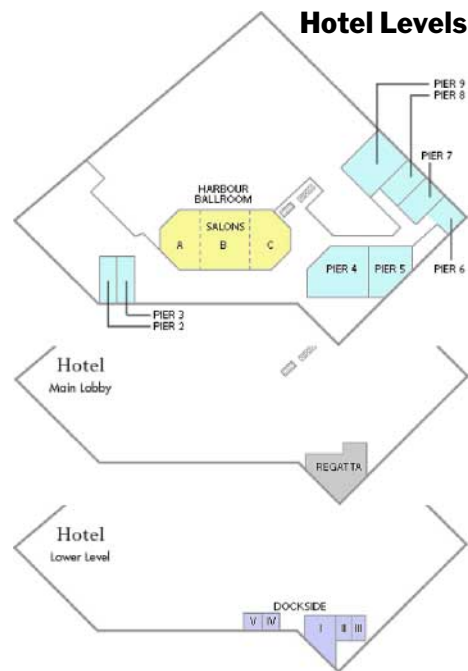 Hotel Levels
PIER 9
PIER 8
PIER 7
HARBOUR
BALLROOM
SALONS
A B C
PIER 4 PIER 5
PIER 6
PIER 3
PIER 2
Hotel
Main Lobby
REGATTA
Hotel
Lower Level
DOCKSIDE
V IV I II III